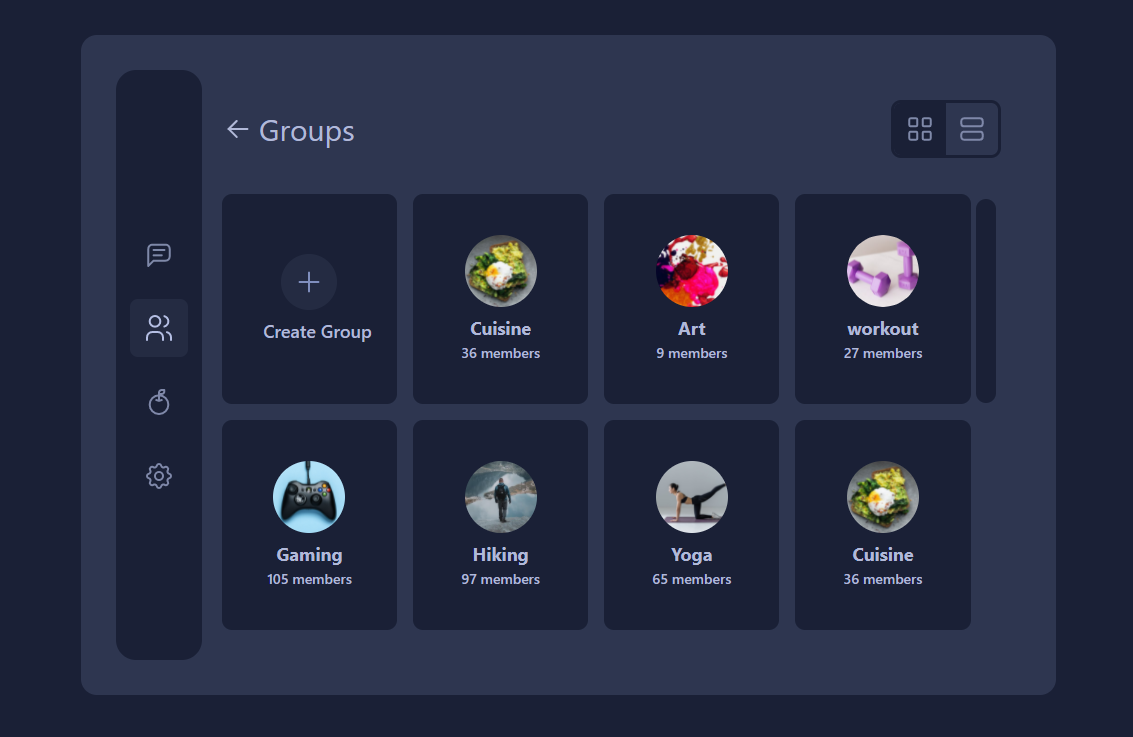 Groups
Create Group
Cuisine
36 members
Art
9 members
workout
27 members
Gaming
105 members
Hiking
97 members
Yoga
65 members
Cuisine
36 members